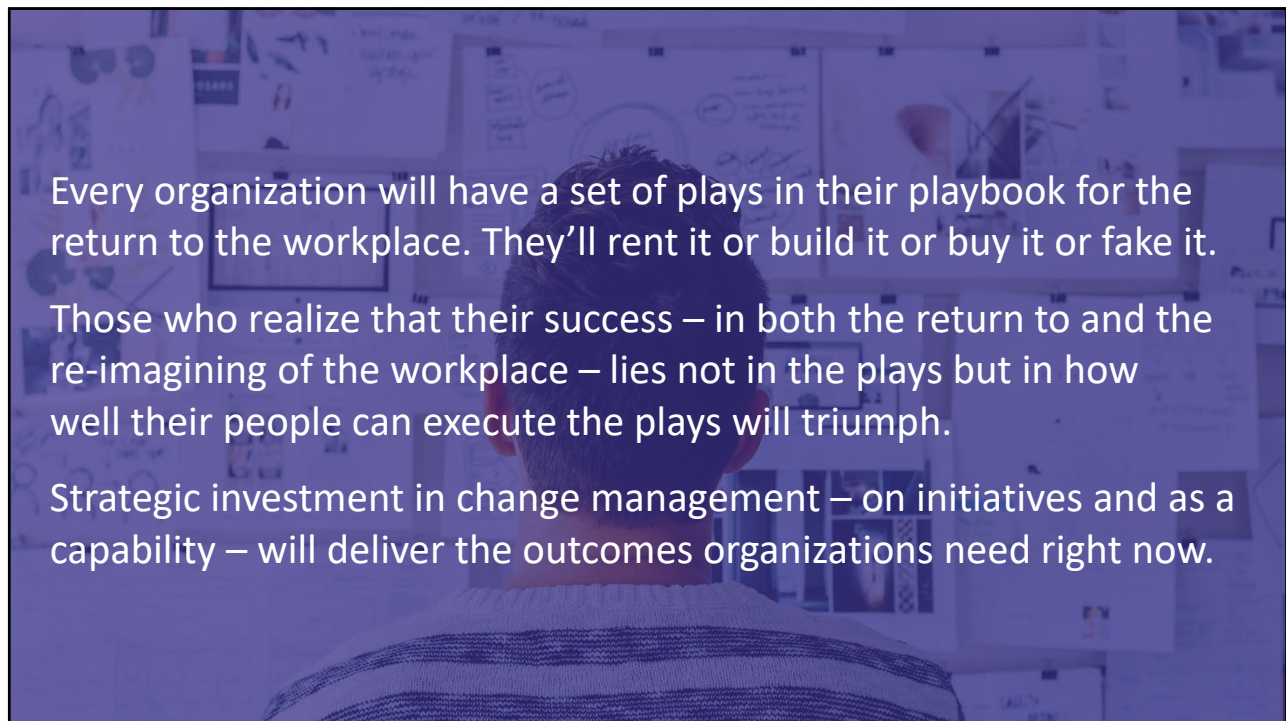 Every organization will have a set of plays in their playbook for the
return to the workplace. They’ll rent it or build it or buy it or fake it.
Those who realize that their success – in both the return to and the
re-imagining of the workplace – lies not in the plays but in how
well their people can execute the plays will triumph.
Strategic investment in change management – on initiatives and as a
capability – will deliver the outcomes organizations need right now.